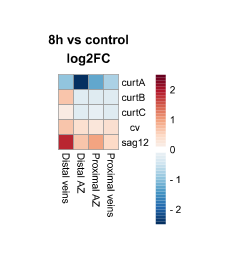 8h vs control
log2FC
curtA
curtB
curtC
cv
sag12
2
1
0
- 1
- 2
Distal veins
Distal AZ
Proximal AZ
Proximal veins